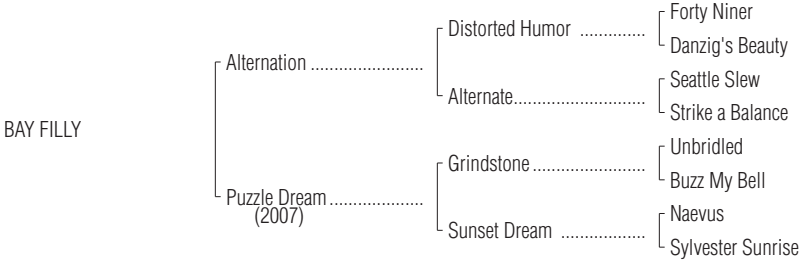 Forty Niner
Distorted Humor ..............
Danzig's Beauty
Alternation ........................
Seattle Slew
Alternate............................
Strike a Balance
BAY FILLY
Unbridled
Grindstone ........................
Buzz My Bell
Puzzle Dream ....................
(2007)
Naevus
Sunset Dream ..................
Sylvester Sunrise